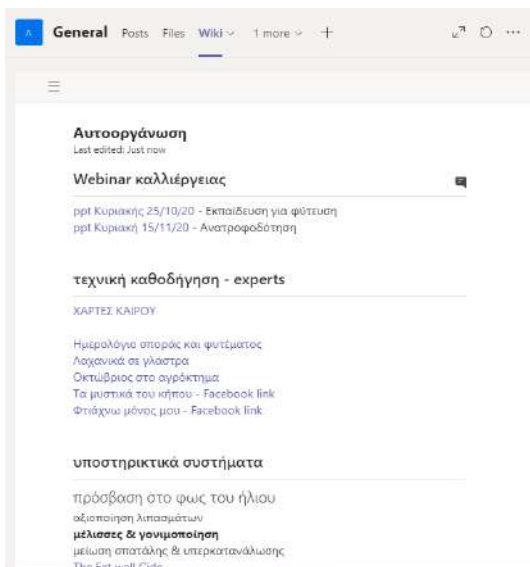 Λ General Posts Files Wiki 1 more +
Αυτοοργάνωση
Last edited: Just now
Webinar καλλιέργειας
ppt Κυριακής 25/10/20 - Εκπαίδευση για φύτευση
ppt Κυριακή 15/11/20 - Ανατροφοδότηση
τεχνική καθοδήγηση - experts
ΧΑΡΤΕΣ ΚΑΙΡΟΥ
Ημερολόγιο σποράς και φυτέματος
Λαχανικά σε γλάστρα
Οκτώβριος στο αγρόκτημα
Τα μυστικά του κήπου - Facebook link
Φτιάχνω μόνος μου - Facebook link
υποστηρικτικά συστήματα
πρόσβαση στο φως του ήλιου
αξιοποίηση λιπασμάτων
μέλισσες & γονιμοποίηση
μείωση σπατάλης & υπερκατανάλωσης
The Eat well